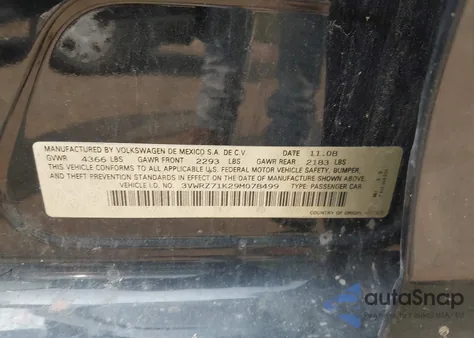 MANUFACTURED BY VOLKSWAGEN DE MEXICO S.A. DE C.V. DATE 11.08
GVWR 4366 LBS GAWR FRONT 2293 LBS GAWR REAR 2183 LBS
THIS VEHICLE CONFORMS TO ALL APPLICABLE U.S. FEDERAL MOTOR VEHICLE SAFETY, BUMPER,
AND THEFT PREVENTION STANDARDS IN EFFECT ON THE DATE OF MANUFACTURE SHOWN ABOVE.
VEHICLE I.D. NO. 3VWRZ71K29M078499 TYPE: PASSENGER CAR
COUNTRY OF ORIGIN:
autoSnap